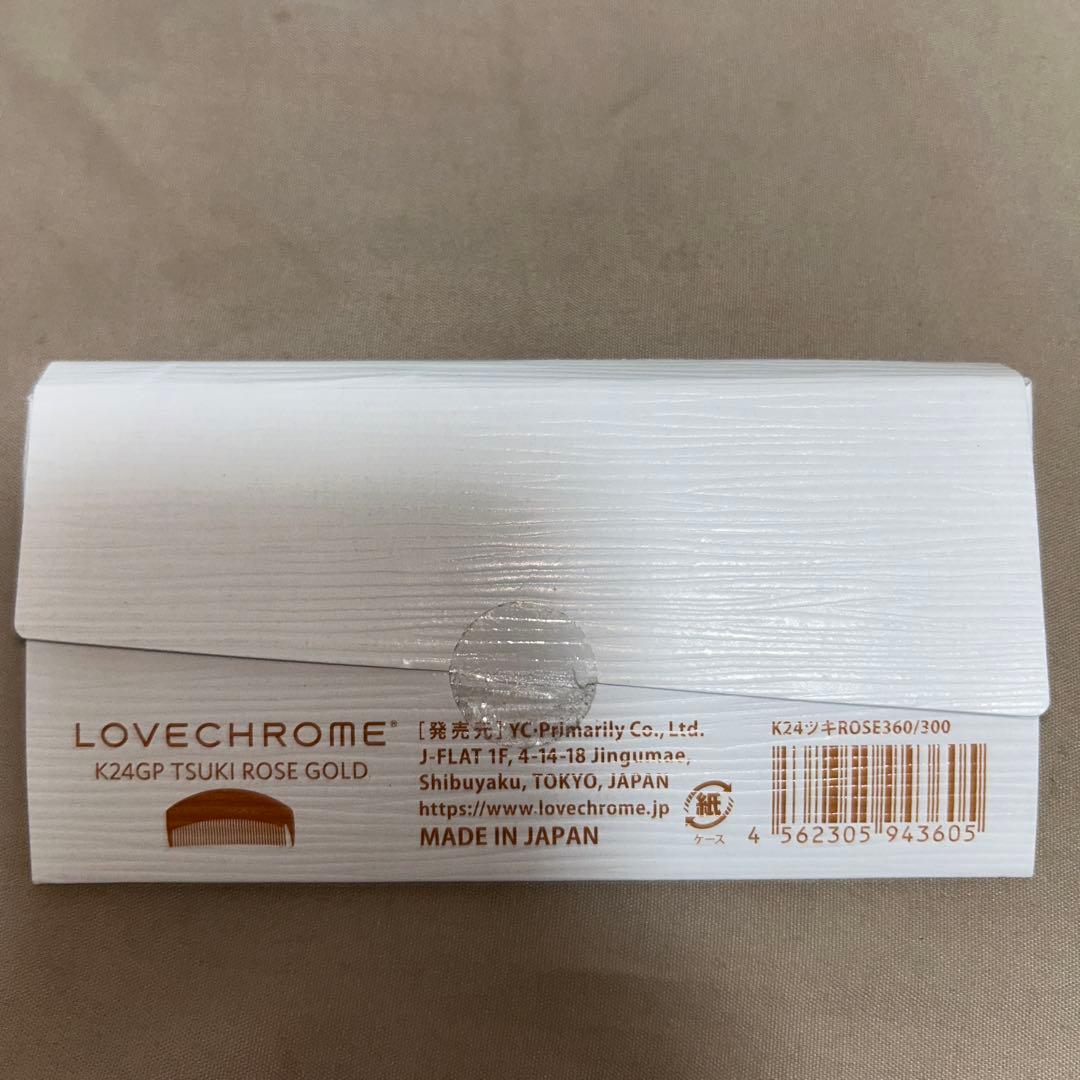 LOVECHROME®
K24GP TSUKI ROSE GOLD
[発売元] YC·Primarily Co., Ltd.
J-FLAT 1F, 4-14-18 Jingumae,
Shibuyaku, TOKYO, JAPAN
https://www.lovechrome.jp
MADE IN JAPAN
紙
ケース
K24ツキROSE360/300
4 562305 943605